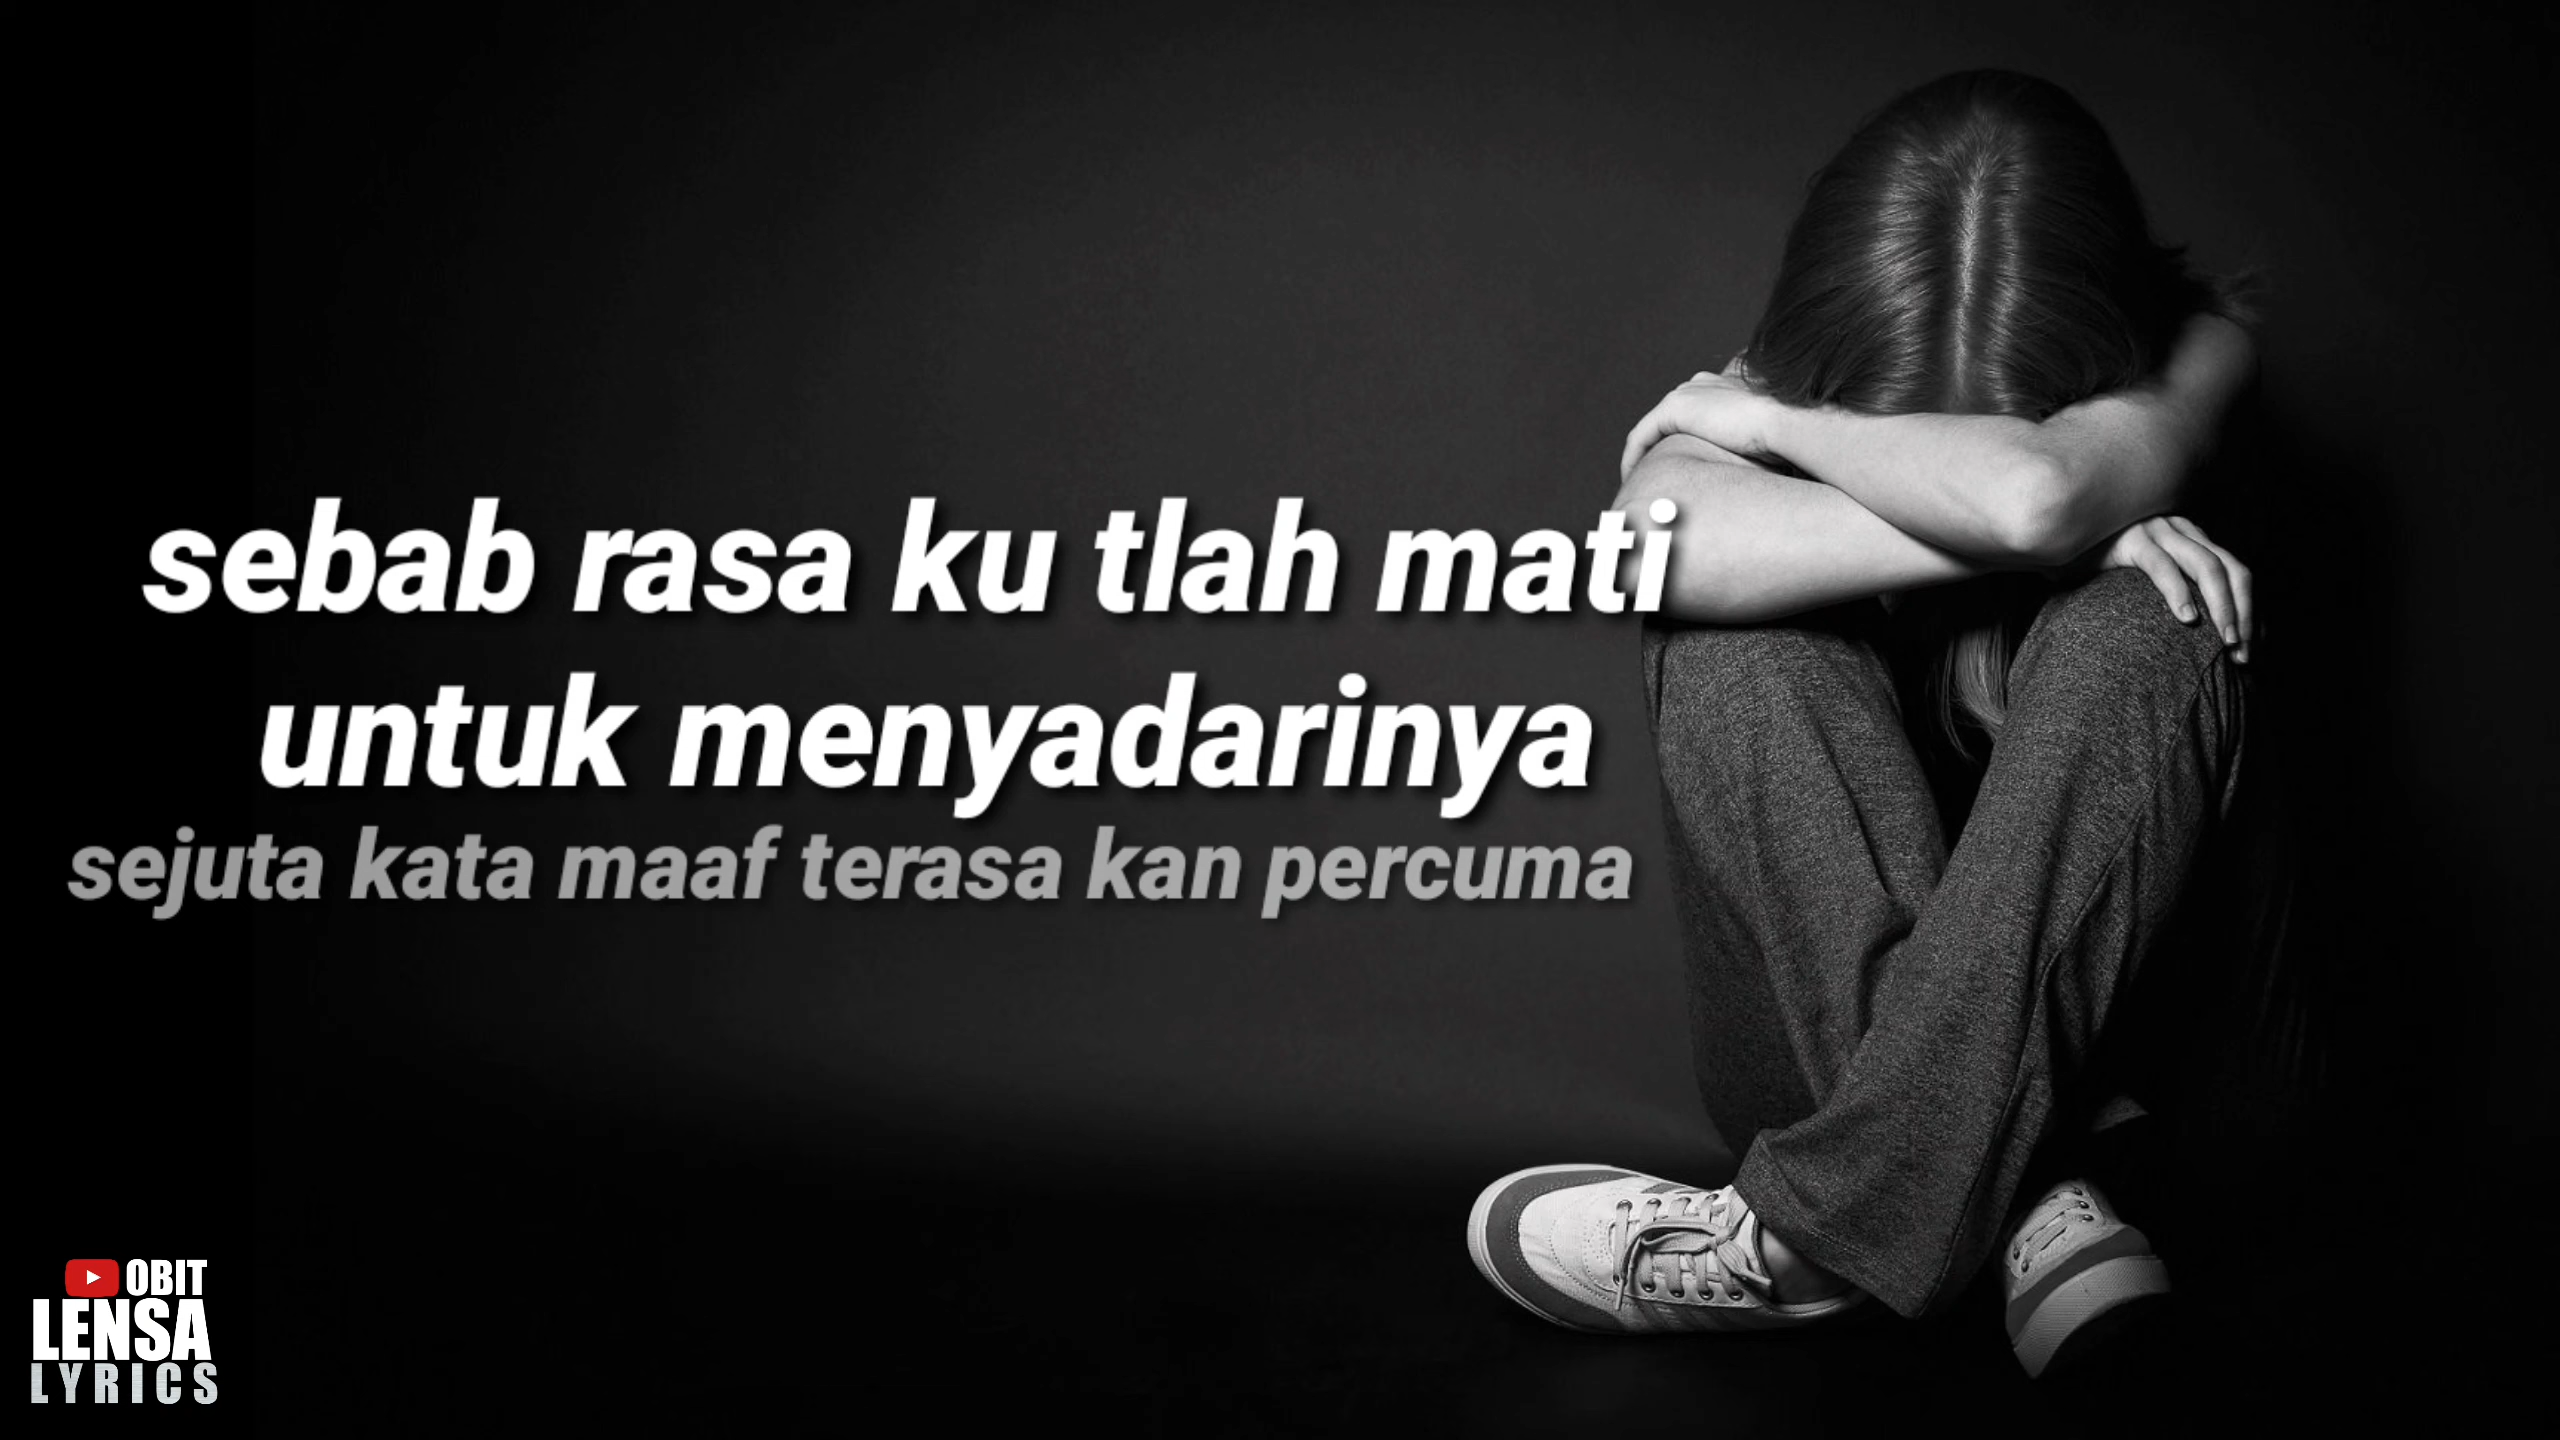 sebab rasa ku tlah mati
untuk menyadarinya
sejuta kata maaf terasa kan percuma
OBIT
LENSA
LYRICS